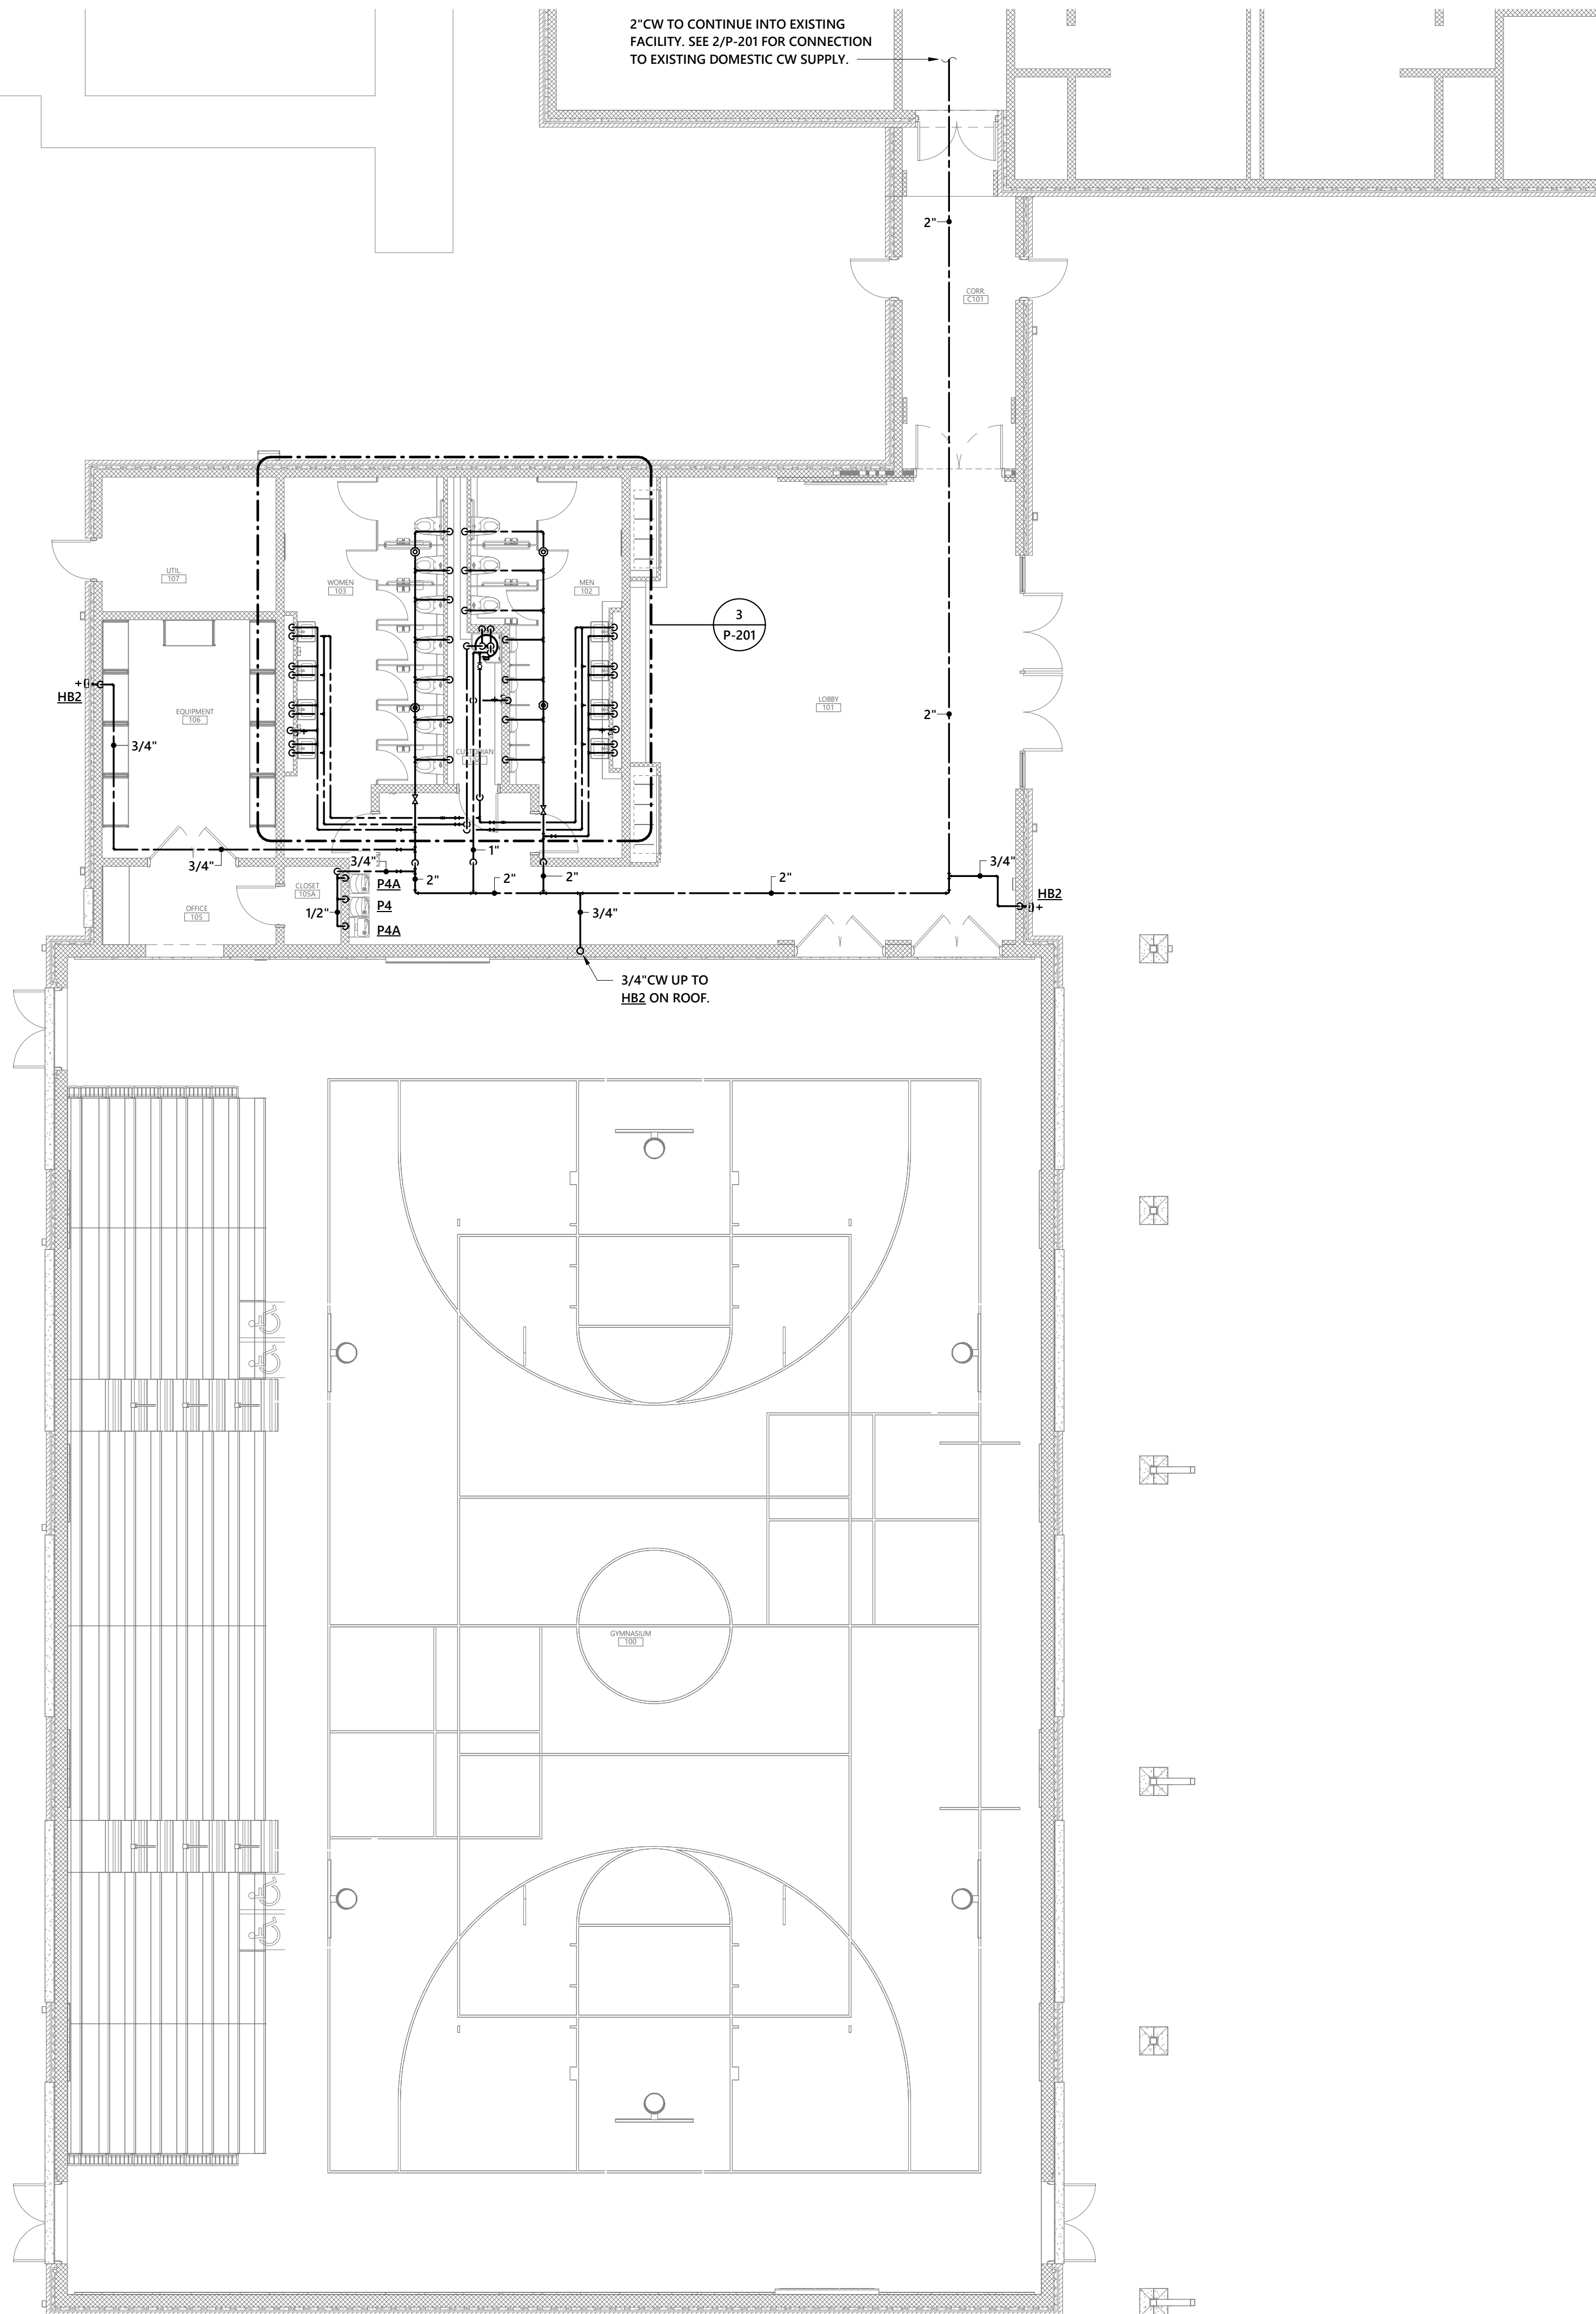 2"CW TO CONTINUE INTO EXISTING
FACILITY. SEE 2/P-201 FOR CONNECTION
TO EXISTING DOMESTIC CW SUPPLY.
2"
CORR.
C101
UTIL.
107
WOMEN
103
MEN
102
3
P-201
HB2
EQUIPMENT
106
3/4"
LOBBY
101
2"
CUSTODIAN
3/4"
3/4"
1"
2"
2"
2"
2"
3/4"
HB2
CLOSET
105A
P4A
P4
P4A
OFFICE
105
1/2"
3/4"
3/4"CW UP TO
HB2 ON ROOF.
GYMNASIUM
100